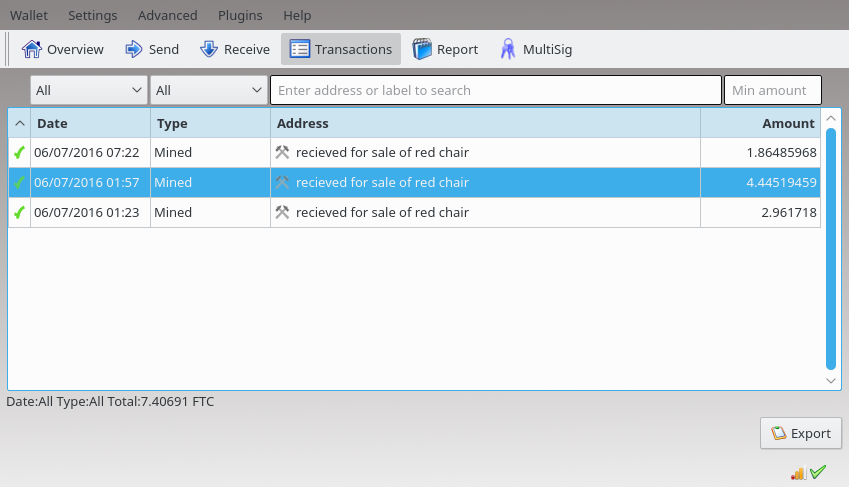 Wallet Settings Advanced Plugins Help
Overview Send Receive Transactions Report MultiSig
All All Enter address or label to search Min amount
Date Type Address Amount
06/07/2016 07:22 Mined recieved for sale of red chair 1.86485968
06/07/2016 01:57 Mined recieved for sale of red chair 4.44519459
06/07/2016 01:23 Mined recieved for sale of red chair 2.961718
Date:All Type:All Total:7.40691 FTC
Export